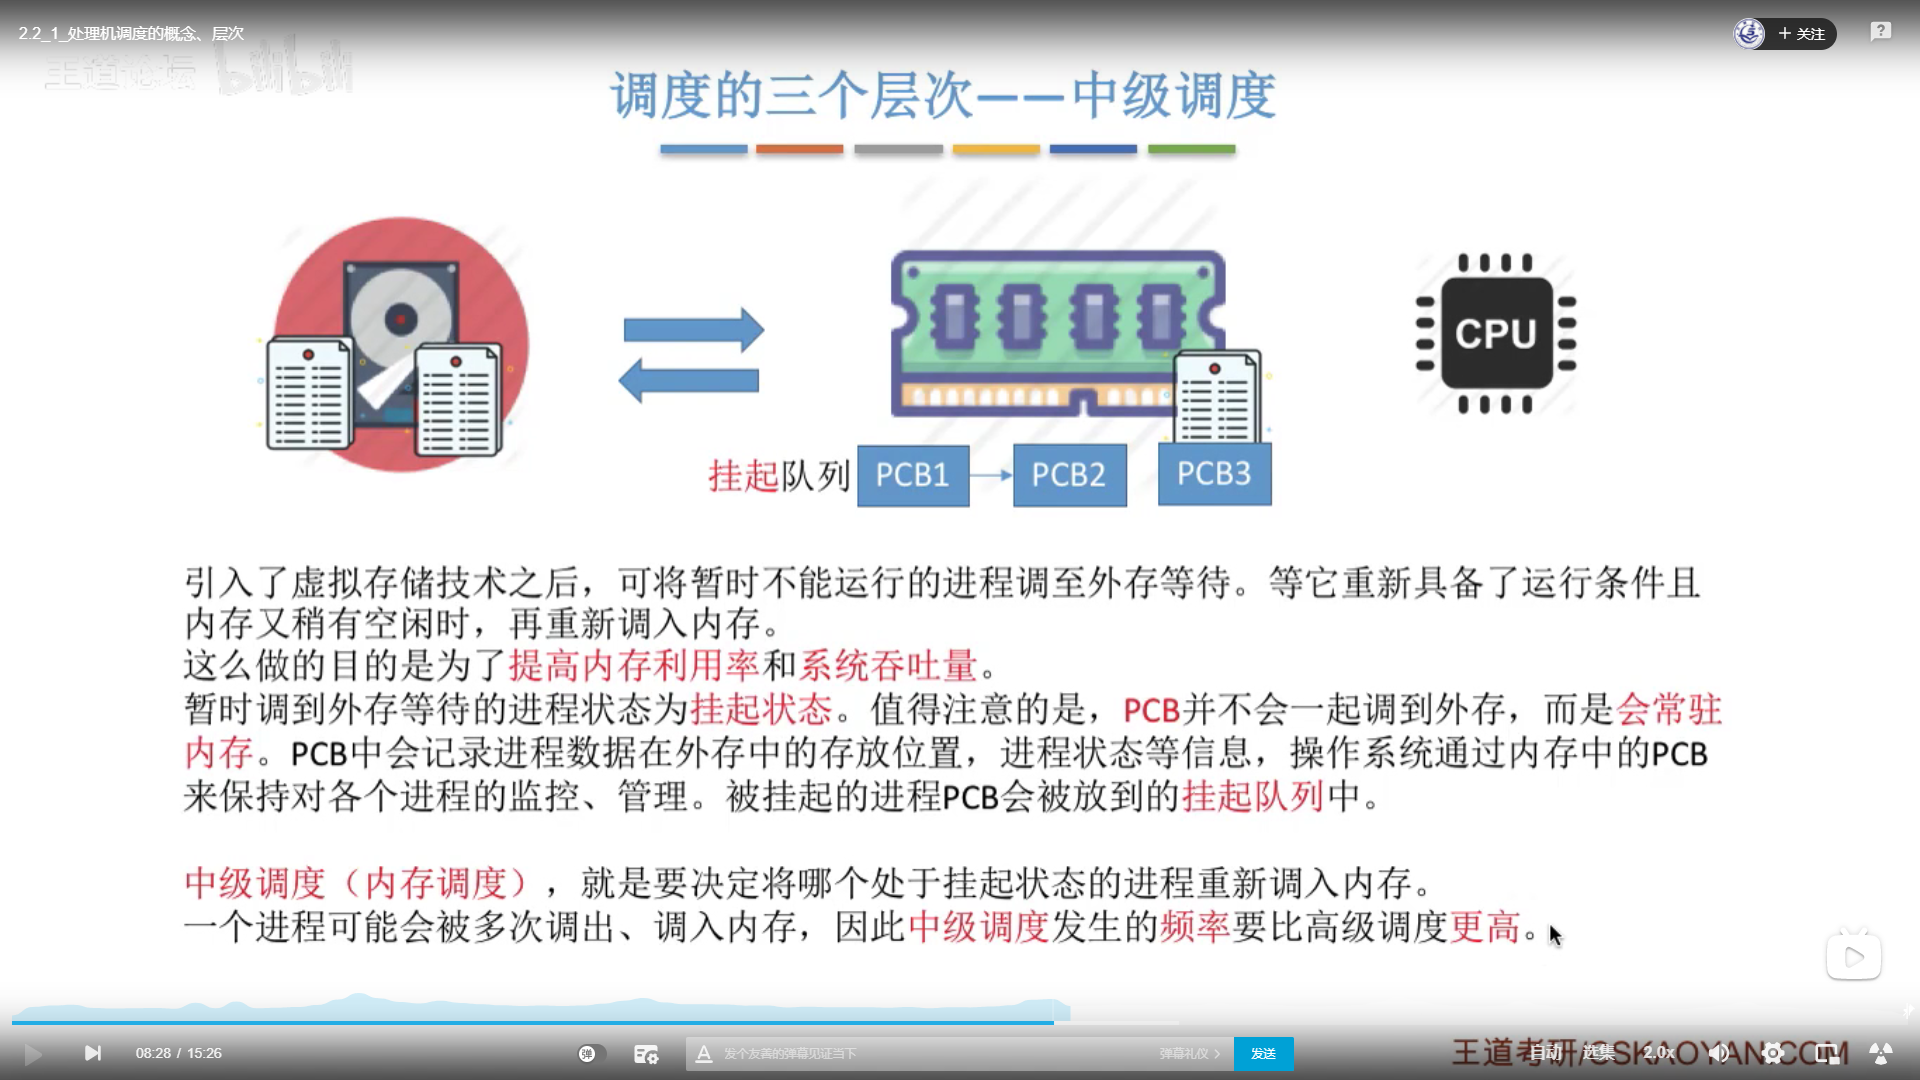 2.2_1_处理机调度的概念、层次
关注
王道论坛 bilibili
调度的三个层次——中级调度
CPU
挂起队列 PCB1 PCB2 PCB3
引入了虚拟存储技术之后，可将暂时不能运行的进程调至外存等待。等它重新具备了运行条件且
内存又稍有空闲时，再重新调入内存。
这么做的目的是为了提高内存利用率和系统吞吐量。
暂时调到外存等待的进程状态为挂起状态。值得注意的是，PCB并不会一起调到外存，而是会常驻
内存。PCB中会记录进程数据在外存中的存放位置，进程状态等信息，操作系统通过内存中的PCB
来保持对各个进程的监控、管理。被挂起的进程PCB会被放到的挂起队列中。
中级调度（内存调度），就是要决定将哪个处于挂起状态的进程重新调入内存。
一个进程可能会被多次调出、调入内存，因此中级调度发生的频率要比高级调度更高。
08:28 / 15:26
弹
A
发个友善的弹幕见证当下
弹幕礼仪
发送
自动
选集
2.0x
王道考研/CSKAOYAN.COM